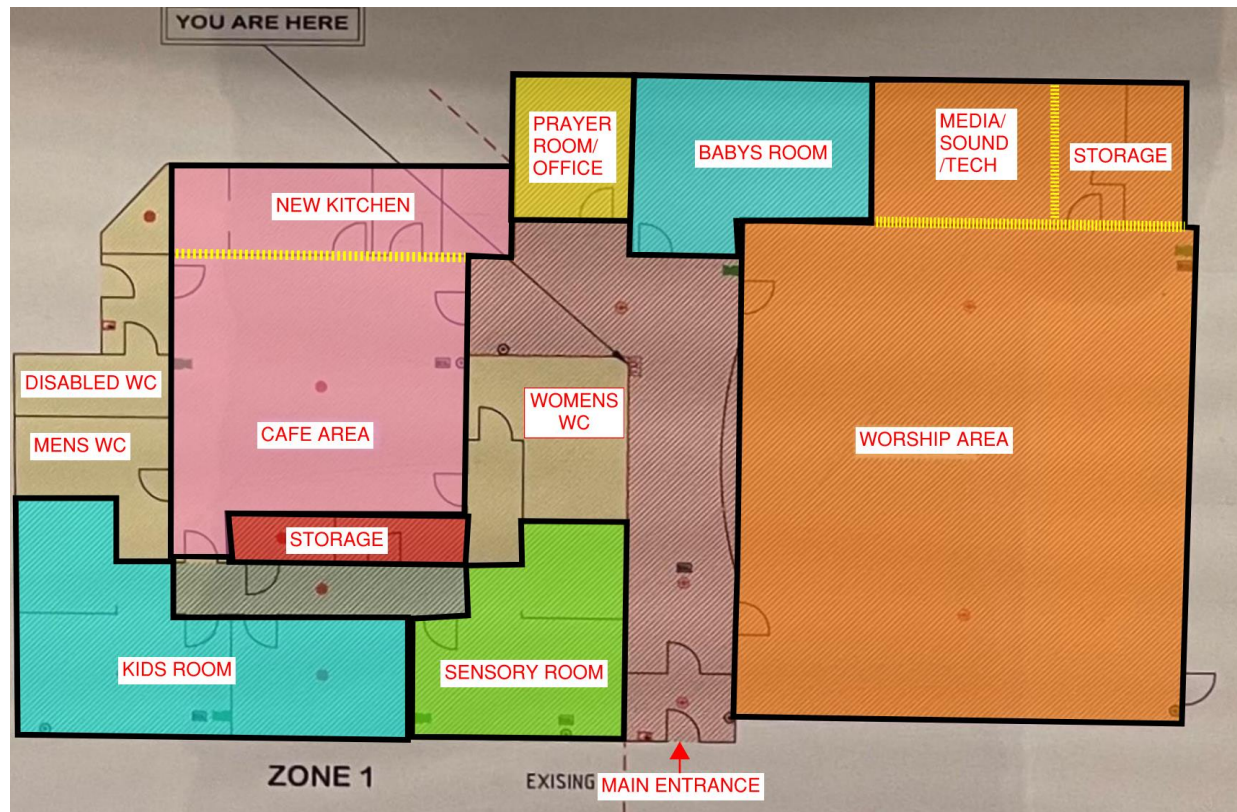 YOU ARE HERE
PRAYER
ROOM/
OFFICE
BABYS ROOM
MEDIA/
SOUND
/TECH
STORAGE
NEW KITCHEN
DISABLED WC
MENS WC
CAFE AREA
WOMENS
WC
WORSHIP AREA
STORAGE
KIDS ROOM
SENSORY ROOM
ZONE 1
EXISING
MAIN ENTRANCE